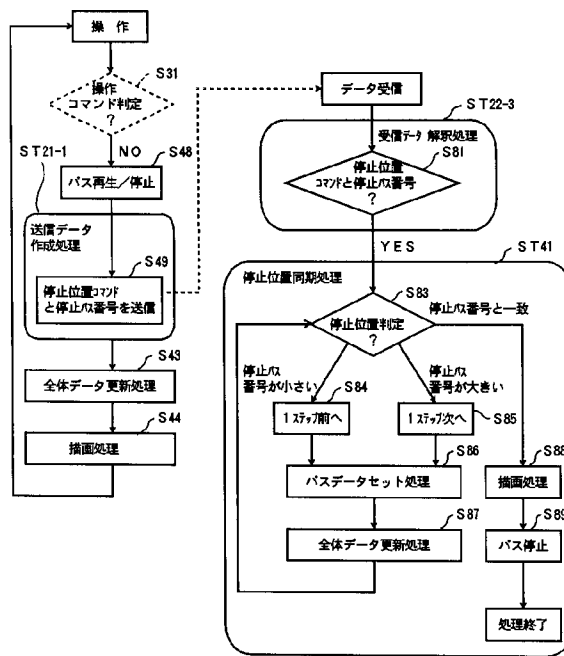 操 作
S31
操作
コマンド判定
?
NO
ST21-1
S48
パス再生/停止
送信データ
作成処理
S49
停止位置コマンド
と停止パス番号を送信
S43
全体データ更新処理
S44
描画処理
データ受信
ST22-3
受信データ 解釈処理
S81
停止位置
コマンドと停止パス番号
?
YES
ST41
停止位置同期処理
S83
停止位置判定
?
停止パス番号と一致
停止パス
番号が小さい
S84
停止パス
番号が大きい
1ステップ前へ
1ステップ次へ
S85
S86
パスデータセット処理
S87
全体データ更新処理
S88
描画処理
S89
パス停止
処理終了